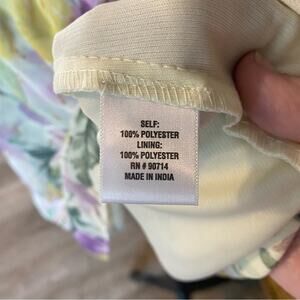 SELF:
100% POLYESTER
LINING:
100% POLYESTER
RN # 90714
MADE IN INDIA